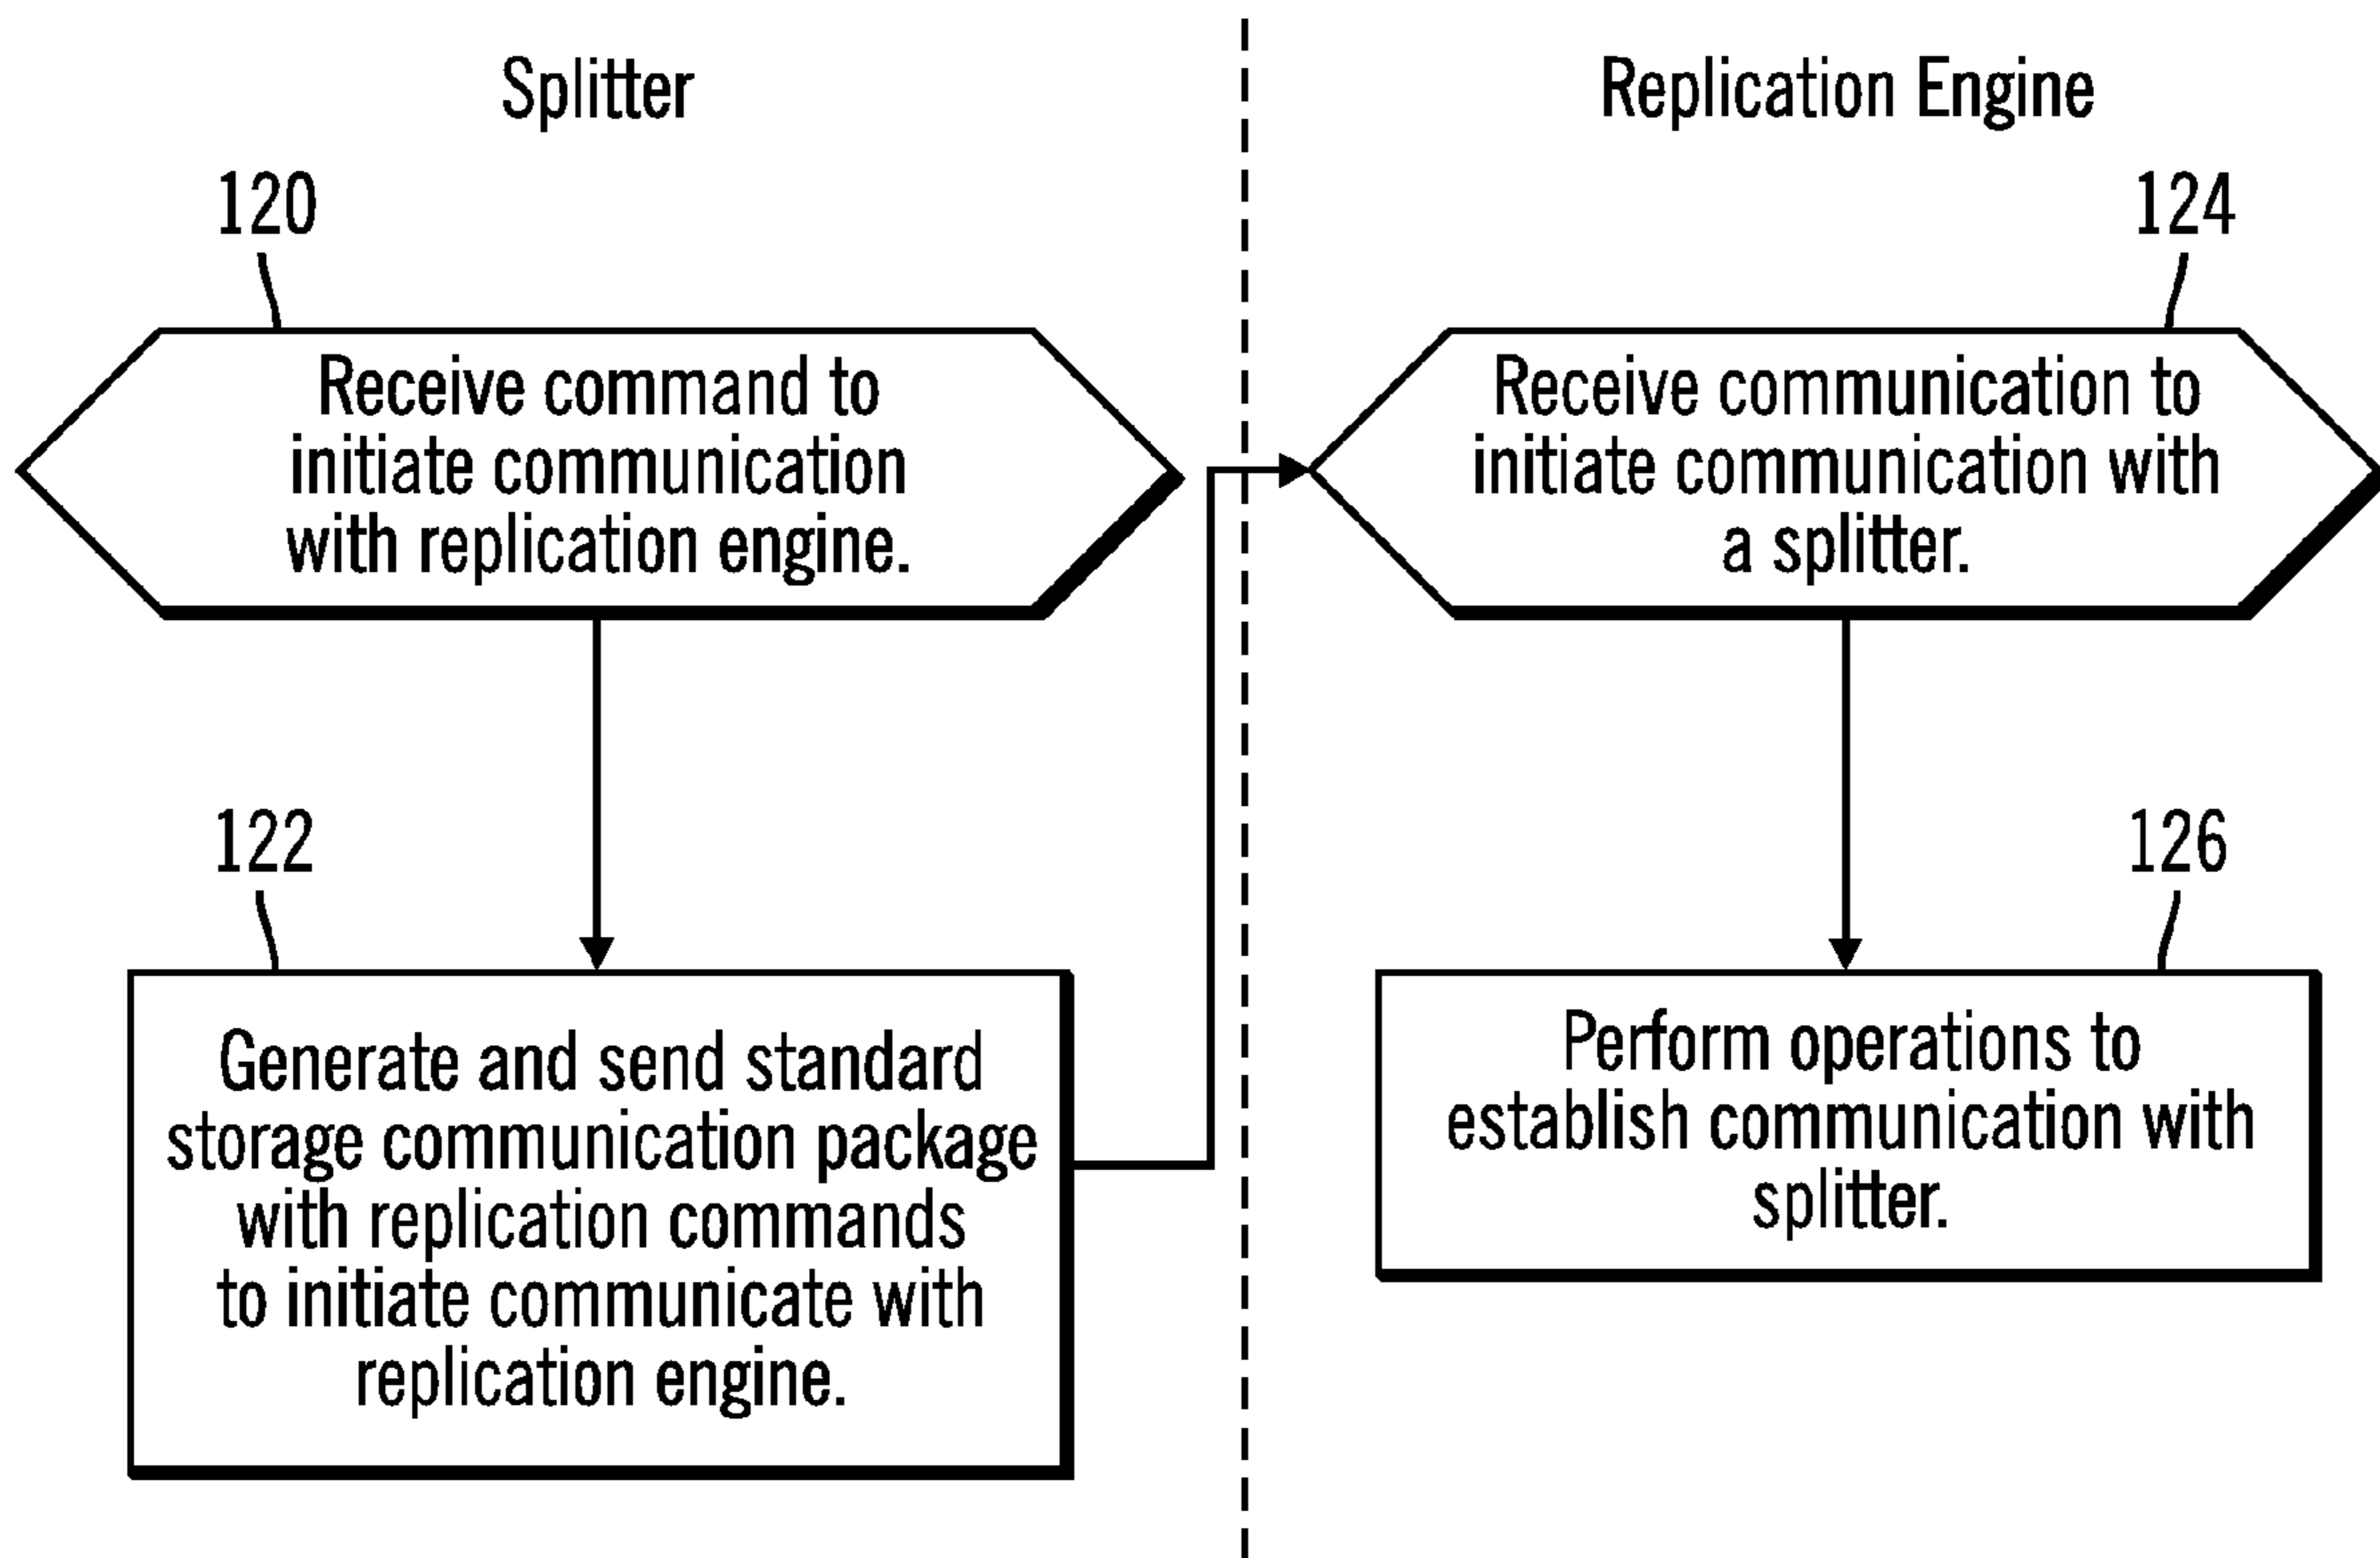 Splitter
120
Receive command to
initiate communication
with replication engine.
122
Generate and send standard
storage communication package
with replication commands
to initiate communicate with
replication engine.
Replication Engine
124
Receive communication to
initiate communication with
a splitter.
126
Perform operations to
establish communication with
splitter.